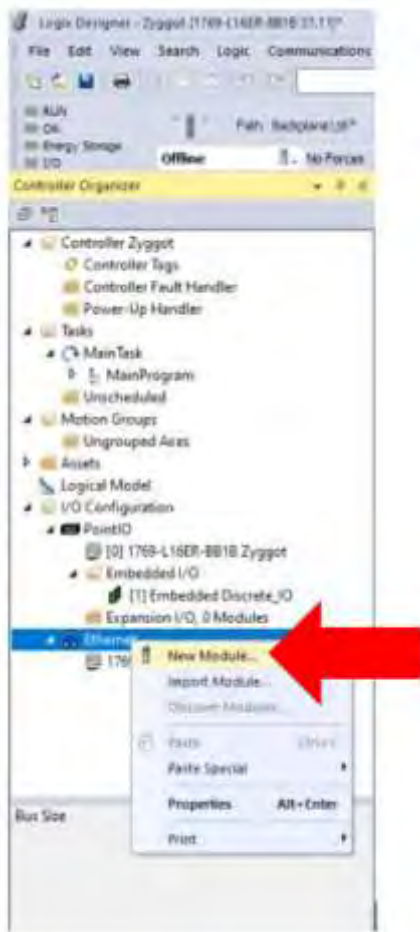 Logix Designer - Zyggot [1769-L16ER-BB1B 31.11]*
File Edit View Search Logic Communications
RUN
OK
Energy Storage
I/O
Path: Backplane\
Offline
No Forces
Controller Organizer
Controller Zyggot
Controller Tags
Controller Fault Handler
Power-Up Handler
Tasks
MainTask
MainProgram
Unscheduled
Motion Groups
Ungrouped Axes
Assets
Logical Model
I/O Configuration
PointIO
[0] 1769-L16ER-BB1B Zyggot
Embedded I/O
[1] Embedded Discrete_IO
Expansion I/O, 0 Modules
Ethernet
176
New Module...
Import Module...
Discover Modules...
Paste Ctrl+V
Paste Special
Properties Alt+Enter
Print
Bus Size